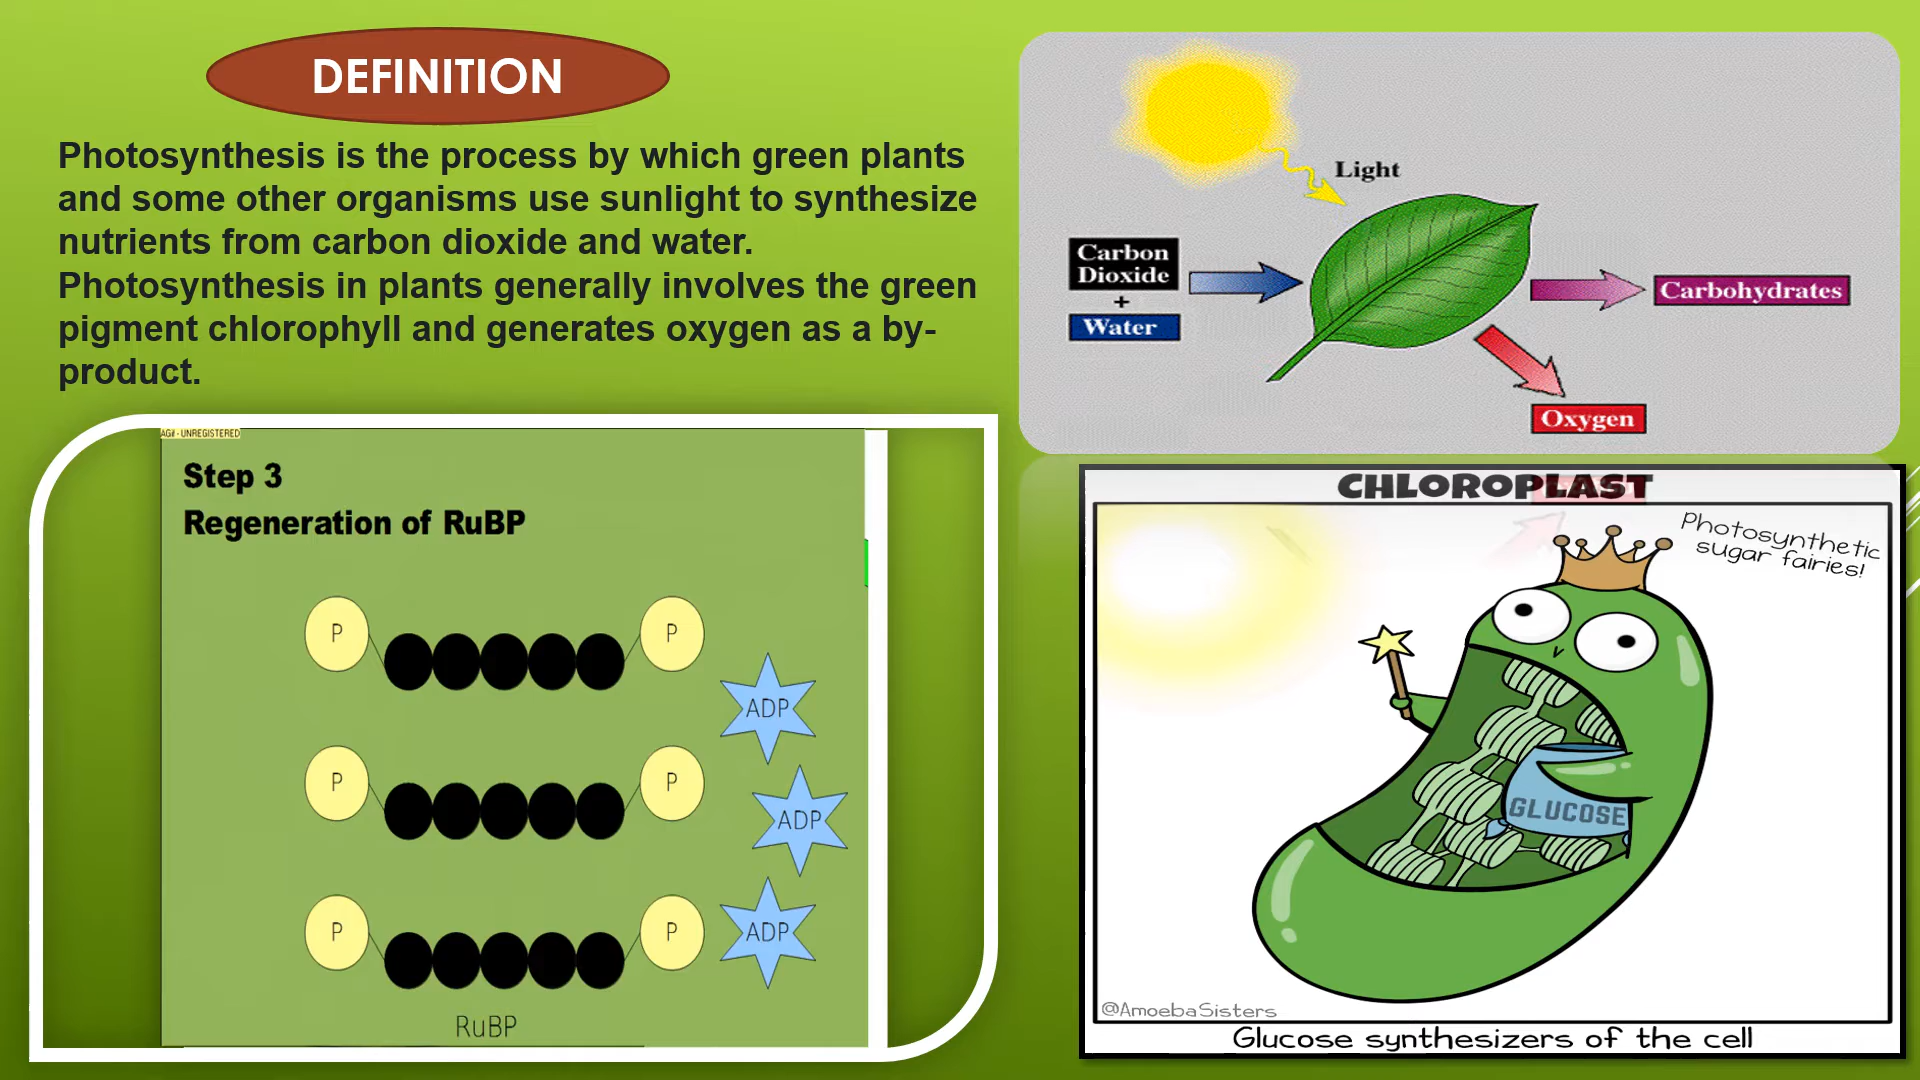 DEFINITION
Photosynthesis is the process by which green plants
and some other organisms use sunlight to synthesize
nutrients from carbon dioxide and water.
Photosynthesis in plants generally involves the green
pigment chlorophyll and generates oxygen as a by-
product.
Light
Carbon
Dioxide
+
Water
Carbohydrates
Oxygen
AGif - UNREGISTERED
Step 3
Regeneration of RuBP
P
P
ADP
P
P
ADP
P
P
ADP
RuBP
CHLOROPLAST
Photosynthetic
sugar fairies!
GLUCOSE
@AmoebaSisters
Glucose synthesizers of the cell